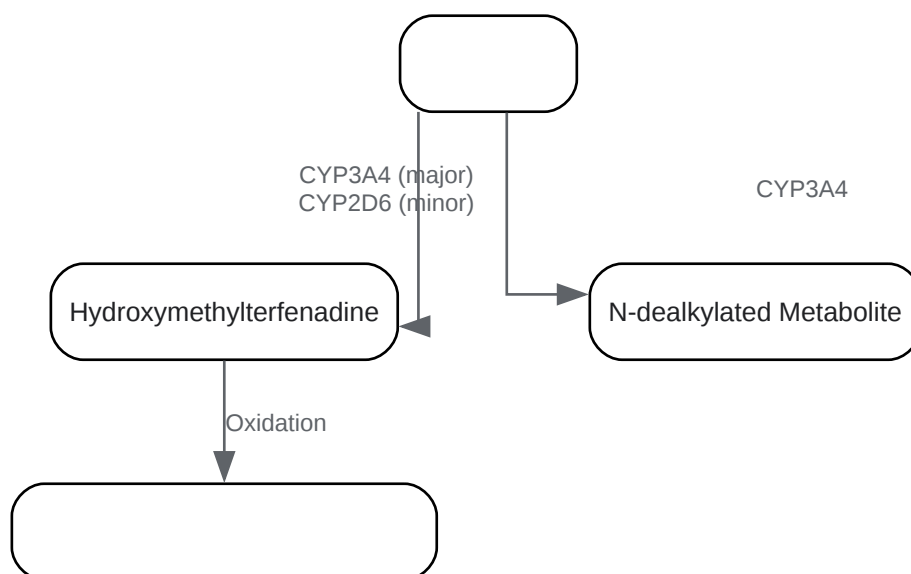 CYP3A4 (major)
CYP2D6 (minor)
CYP3A4
Hydroxymethylterfenadine
N-dealkylated Metabolite
Oxidation